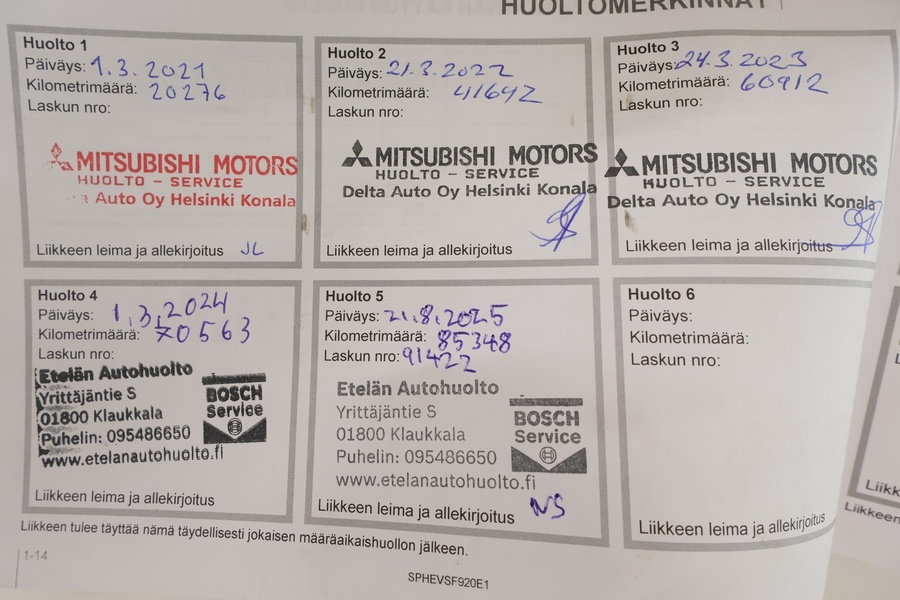 HUOLTOMERKINNÄT
Huolto 1
Päiväys: 1.3.2021
Kilometrimäärä: 20276
Laskun nro:
MITSUBISHI MOTORS
HUOLTO - SERVICE
Auto Oy Helsinki Konala
Liikkeen leima ja allekirjoitus JL
Huolto 2
Päiväys: 21.3.2022
Kilometrimäärä: 41642
Laskun nro:
MITSUBISHI MOTORS
HUOLTO - SERVICE
Delta Auto Oy Helsinki Konala
Liikkeen leima ja allekirjoitus
Huolto 3
Päiväys: 24.3.2023
Kilometrimäärä: 60912
Laskun nro:
MITSUBISHI MOTORS
HUOLTO - SERVICE
Delta Auto Oy Helsinki Konala
Liikkeen leima ja allekirjoitus
Huolto 4
Päiväys: 1.3.2024
Kilometrimäärä: 70563
Laskun nro:
Etelän Autohuolto
Yrittäjäntie S
01800 Klaukkala
Puhelin: 095486650
www.etelanautohuolto.fi
BOSCH
Service
Liikkeen leima ja allekirjoitus
Huolto 5
Päiväys: 21.8.2025
Kilometrimäärä: 85348
Laskun nro: 91422
Etelän Autohuolto
Yrittäjäntie S
01800 Klaukkala
Puhelin: 095486650
www.etelanautohuolto.fi
BOSCH
Service
Liikkeen leima ja allekirjoitus NS
Huolto 6
Päiväys:
Kilometrimäärä:
Laskun nro:
Liikkeen leima ja allekirjoitus
Liikkeen tulee täyttää nämä täydellisesti jokaisen määräaikaishuollon jälkeen.
1-14
SPHEVSF920E1